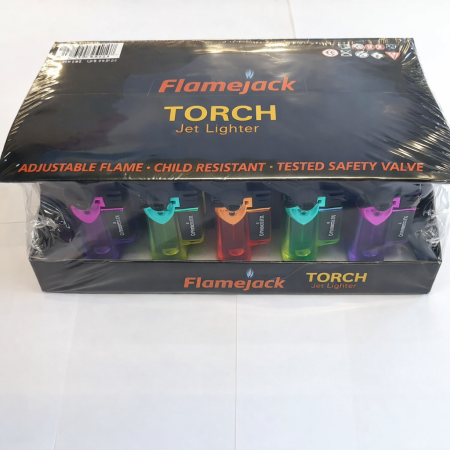 Flamejack
TORCH
Jet Lighter
ADJUSTABLE FLAME · CHILD RESISTANT · TESTED SAFETY VALVE
Flamejack
TORCH
Jet Lighter